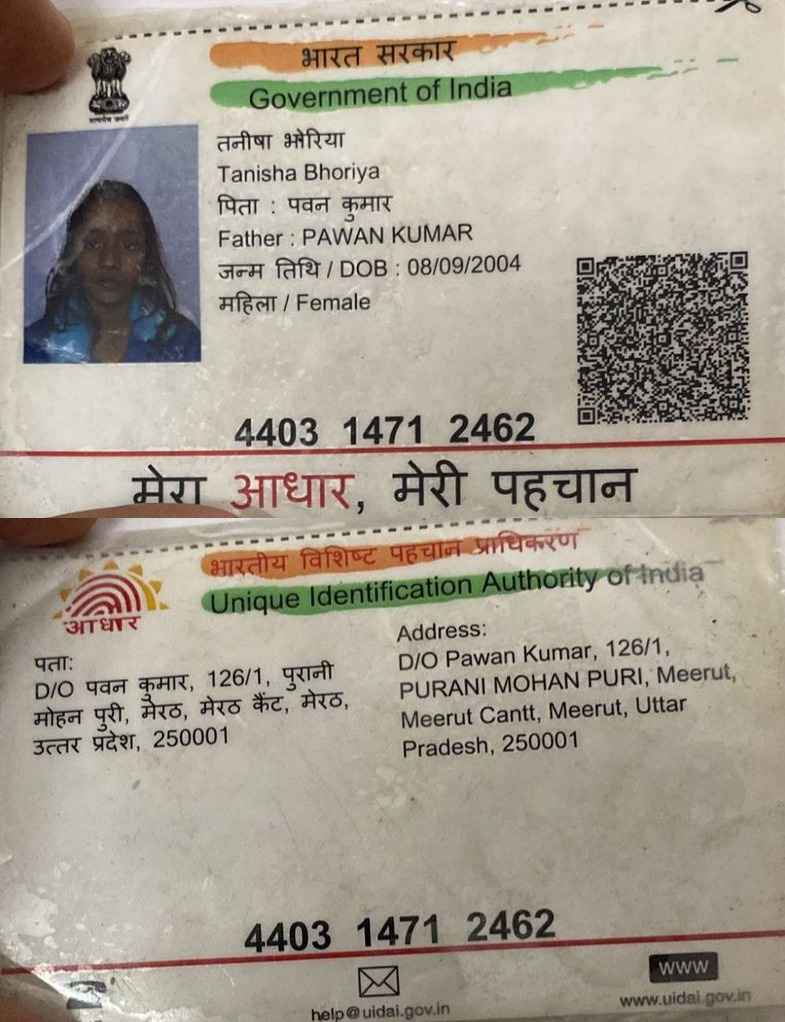 भारत सरकार
Government of India
तनीषा भोरिया
Tanisha Bhoriya
पिता : पवन कुमार
Father : PAWAN KUMAR
जन्म तिथि / DOB : 08/09/2004
महिला / Female
4403 1471 2462
मेरा आधार, मेरी पहचान
भारतीय विशिष्ट पहचान प्राधिकरण
Unique Identification Authority of India
आधार
पता:
D/O पवन कुमार, 126/1, पुरानी
मोहन पुरी, मेरठ, मेरठ कैंट, मेरठ,
उत्तर प्रदेश, 250001
Address:
D/O Pawan Kumar, 126/1,
PURANI MOHAN PURI, Meerut,
Meerut Cantt, Meerut, Uttar
Pradesh, 250001
4403 1471 2462
www
help@uidai.gov.in
www.uidai.gov.in